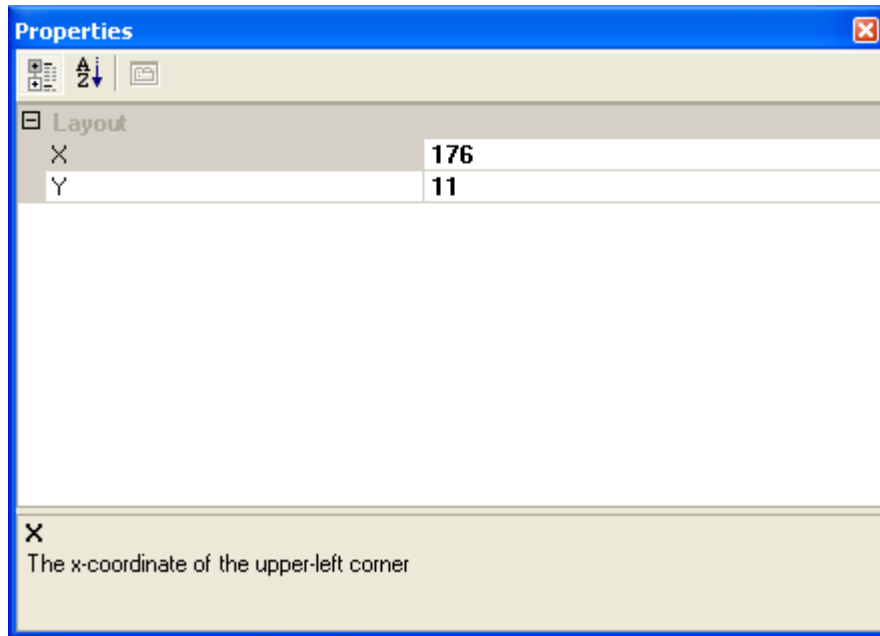 Properties
Layout
X 176
Y 11
X
The x-coordinate of the upper-left corner